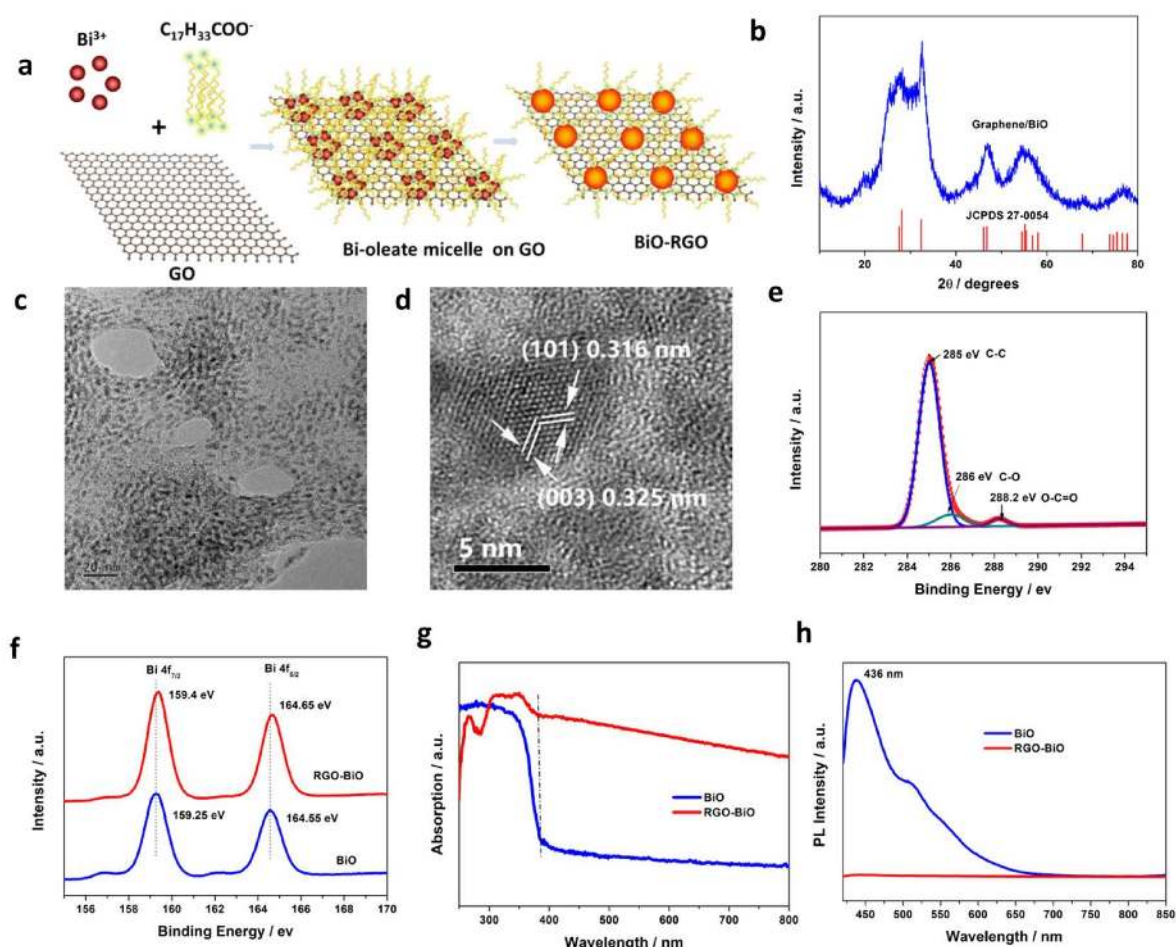 a
Bi³⁺
C₁₇H₃₃COO⁻
+
GO
Bi-oleate micelle on GO
BiO-RGO
b
Intensity / a.u.
Graphene/BiO
JCPDS 27-0054
20 40 60 80
2θ / degrees
c
20 nm
d
(101) 0.316 nm
(003) 0.325 nm
5 nm
e
Intensity / a.u.
285 eV C-C
286 eV C-O
288.2 eV O-C=O
280 282 284 286 288 290 292 294
Binding Energy / ev
f
Intensity / a.u.
Bi 4f₇/₂
Bi 4f₅/₂
159.4 eV
164.65 eV
RGO-BiO
159.25 eV
164.55 eV
BiO
156 158 160 162 164 166 168 170
Binding Energy / eV
g
Absorption / a.u.
BiO
RGO-BiO
300 400 500 600 700 800
Wavelength / nm
h
PL Intensity / a.u.
436 nm
BiO
RGO-BiO
450 500 550 600 650 700 750 800 850
Wavelength / nm